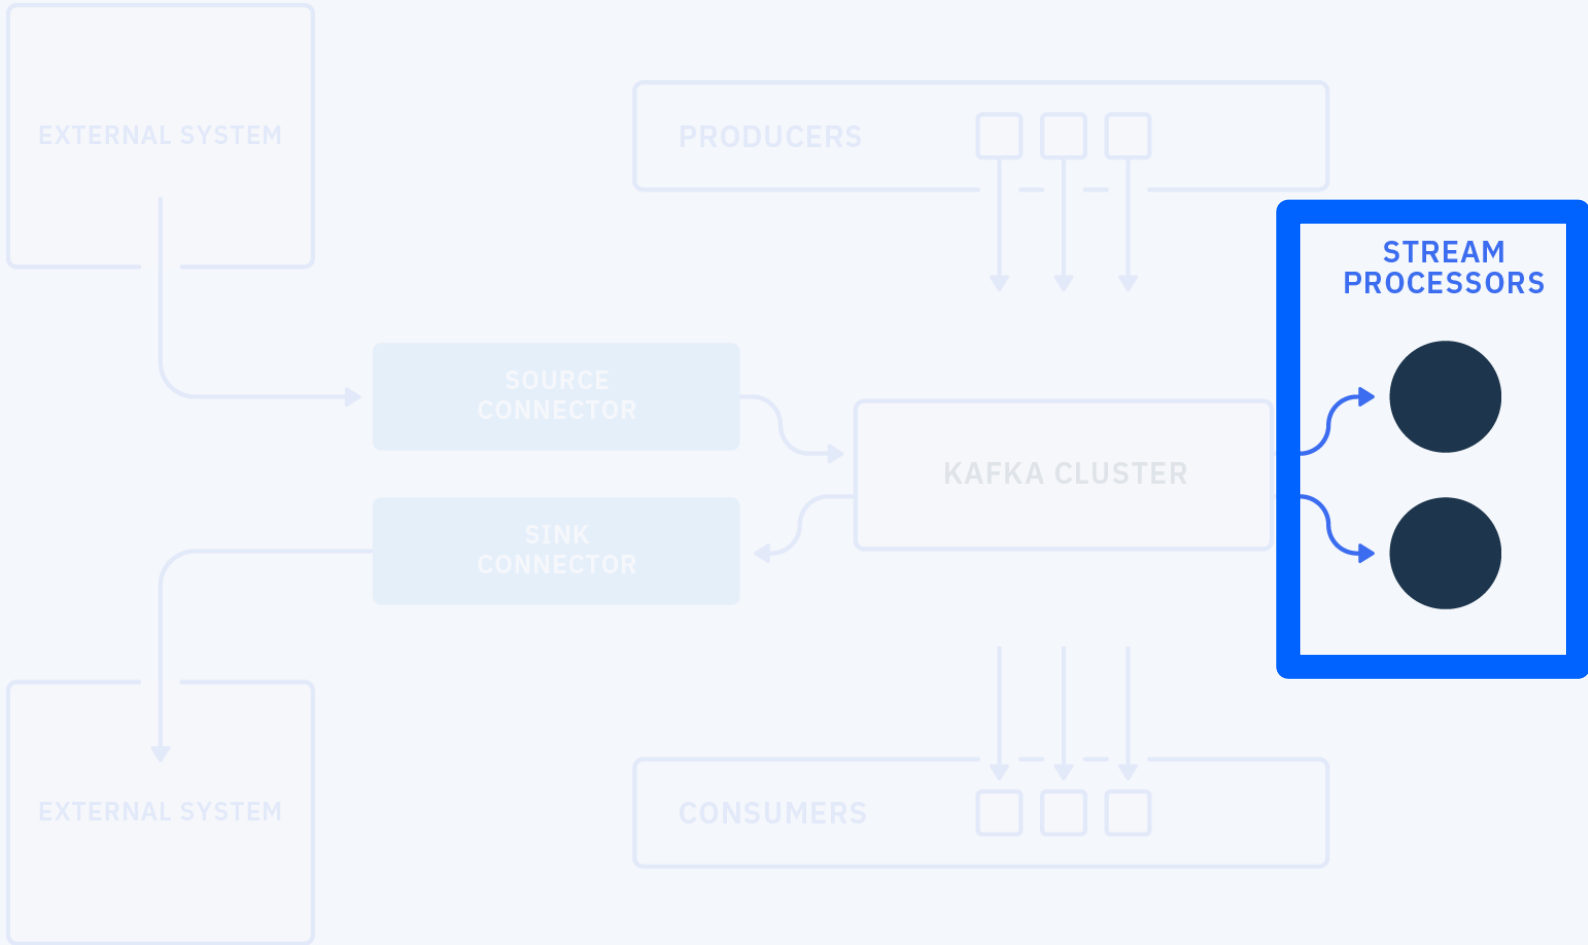 EXTERNAL SYSTEM
PRODUCERS
STREAM
PROCESSORS
SOURCE
CONNECTOR
KAFKA CLUSTER
SINK
CONNECTOR
EXTERNAL SYSTEM
CONSUMERS